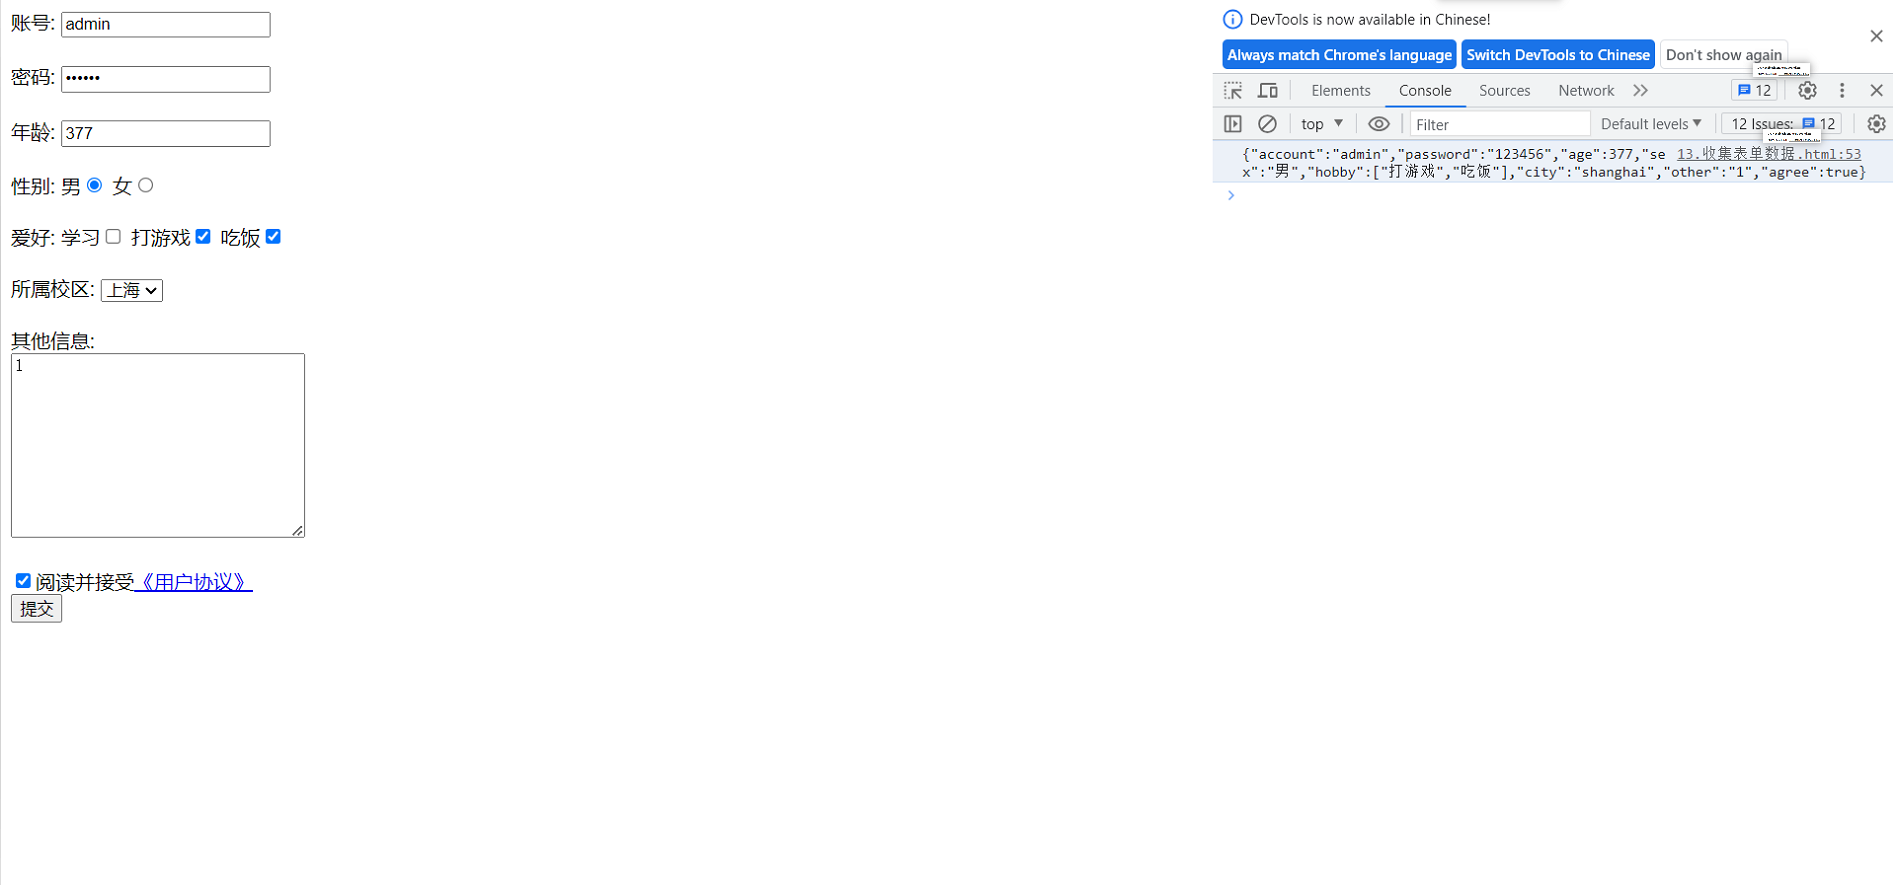 账号: admin
密码: ••••••
年龄: 377
性别: 男 女
爱好: 学习 打游戏 吃饭
所属校区: 上海
其他信息:
1
阅读并接受《用户协议》
提交
DevTools is now available in Chinese!
Always match Chrome's language Switch DevTools to Chinese Don't show again
Elements Console Sources Network 12
top Filter Default levels 12 Issues: 12
{"account":"admin","password":"123456","age":377,"se 13.收集表单数据.html:53
x":"男","hobby":["打游戏","吃饭"],"city":"shanghai","other":"1","agree":true}